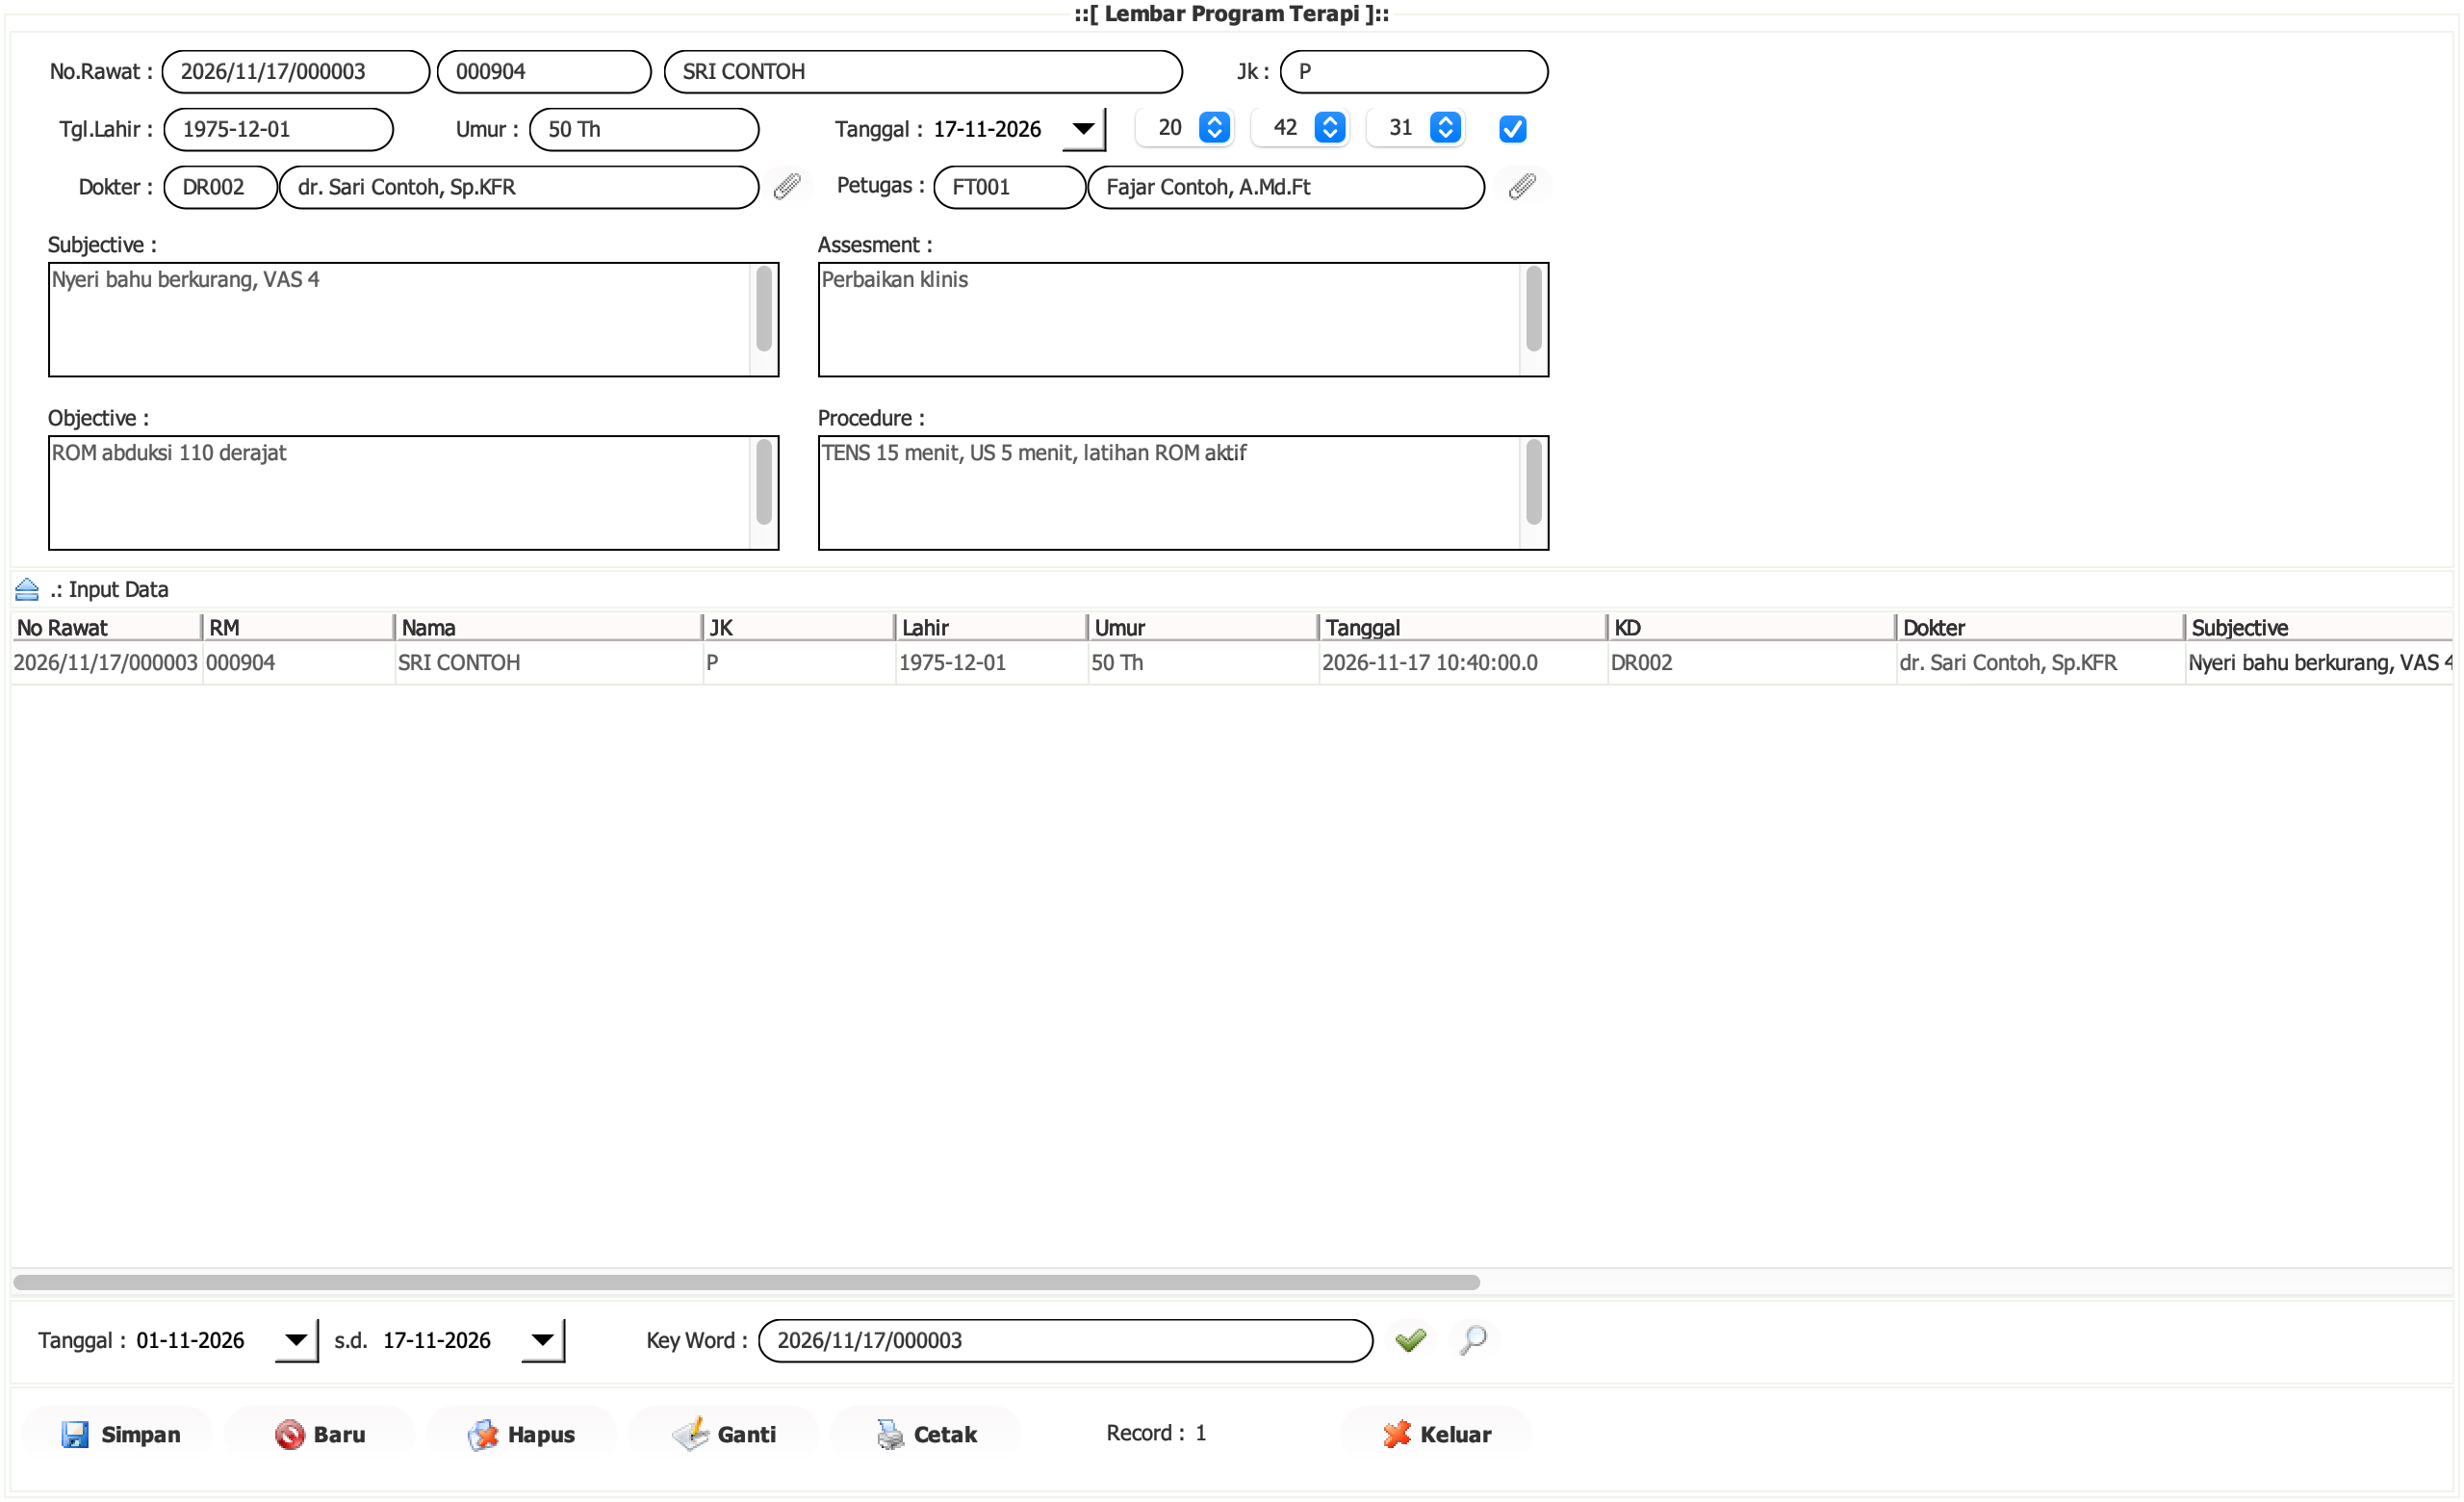 ::[ Lembar Program Terapi ]::
No.Rawat : 2026/11/17/000003 000904 SRI CONTOH Jk : P
Tgl.Lahir : 1975-12-01 Umur : 50 Th Tanggal : 17-11-2026 20 42 31
Dokter : DR002 dr. Sari Contoh, Sp.KFR Petugas : FT001 Fajar Contoh, A.Md.Ft
Subjective : Assesment :
Nyeri bahu berkurang, VAS 4 Perbaikan klinis
Objective : Procedure :
ROM abduksi 110 derajat TENS 15 menit, US 5 menit, latihan ROM aktif
.: Input Data
No Rawat RM Nama JK Lahir Umur Tanggal KD Dokter Subjective
2026/11/17/000003 000904 SRI CONTOH P 1975-12-01 50 Th 2026-11-17 10:40:00.0 DR002 dr. Sari Contoh, Sp.KFR Nyeri bahu berkurang, VAS 4
Tanggal : 01-11-2026 s.d. 17-11-2026 Key Word : 2026/11/17/000003
Simpan Baru Hapus Ganti Cetak Record : 1 Keluar